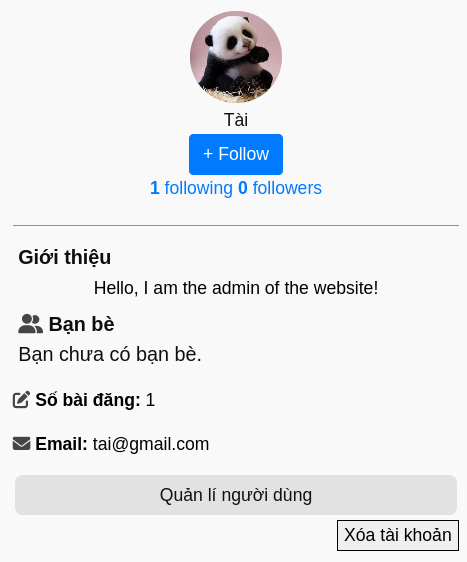 Tài
+ Follow
1 following 0 followers
Giới thiệu
Hello, I am the admin of the website!
Bạn bè
Bạn chưa có bạn bè.
Số bài đăng: 1
Email: tai@gmail.com
Quản lí người dùng
Xóa tài khoản